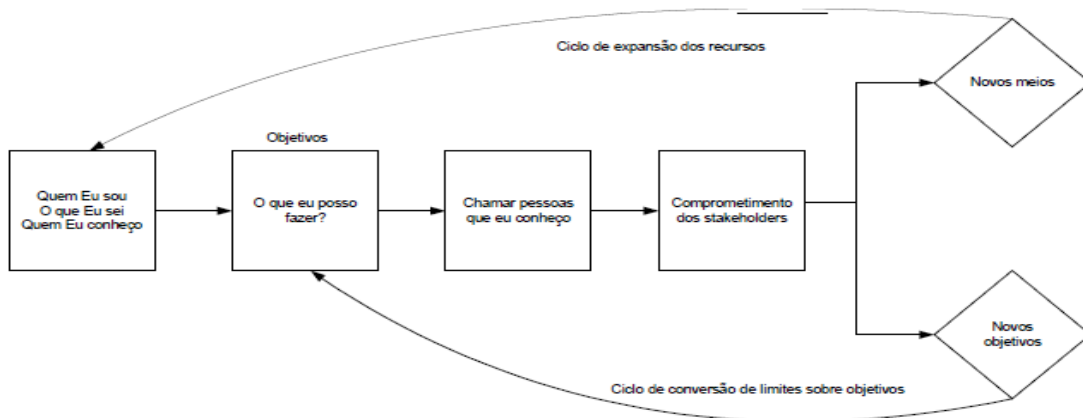 Ciclo de expansão dos recursos
Novos meios
Objetivos
Quem Eu sou
O que Eu sei
Quem Eu conheço
O que eu posso
fazer?
Chamar pessoas
que eu conheço
Comprometimento
dos stakeholders
Novos
objetivos
Ciclo de conversão de limites sobre objetivos